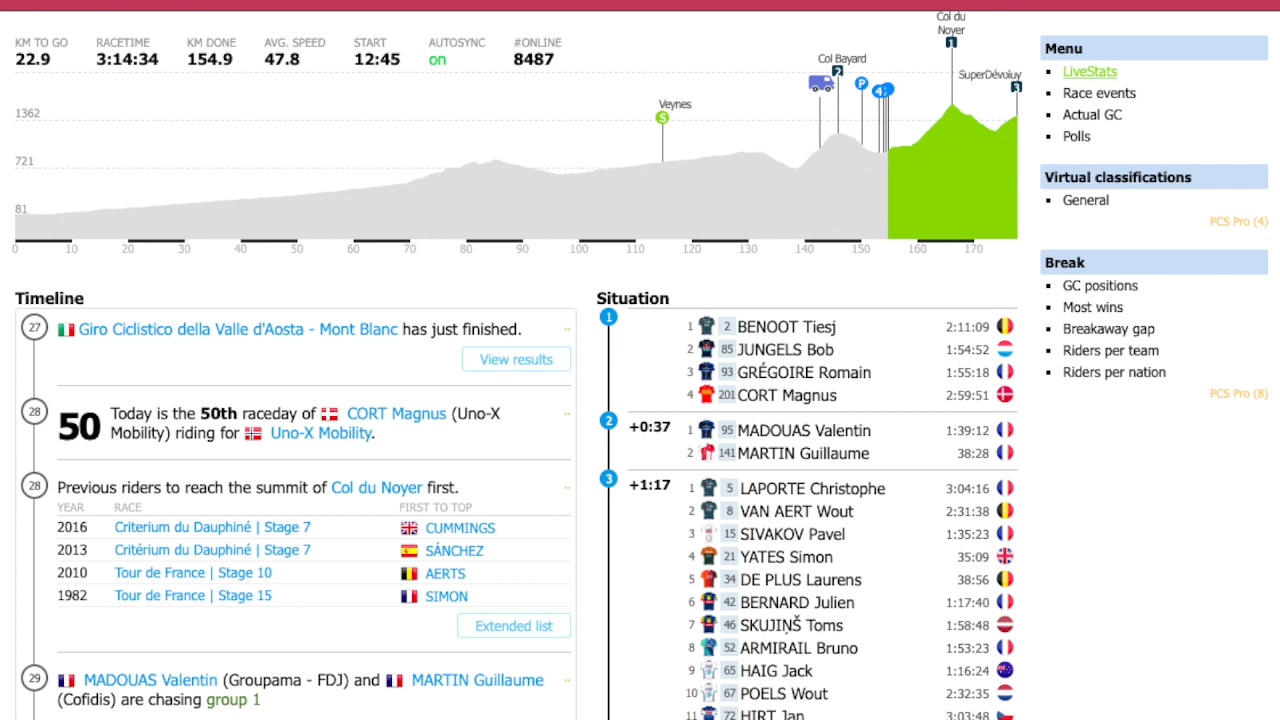 KM TO GO RACETIME KM DONE AVG. SPEED START AUTOSYNC #ONLINE
22.9 3:14:34 154.9 47.8 12:45 on 8487
Col du
Noyer
1
Col Bayard
2
SuperDévoluy
3
P
4
Veynes
S
1362
721
81
0 10 20 30 40 50 60 70 80 90 100 110 120 130 140 150 160 170
Menu
LiveStats
Race events
Actual GC
Polls
Virtual classifications
General
PCS Pro (4)
Break
GC positions
Most wins
Breakaway gap
Riders per team
Riders per nation
PCS Pro (8)
Timeline
27 Giro Ciclistico della Valle d'Aosta - Mont Blanc has just finished.
View results
28 50 Today is the 50th raceday of CORT Magnus (Uno-X
Mobility) riding for Uno-X Mobility.
28 Previous riders to reach the summit of Col du Noyer first.
YEAR RACE FIRST TO TOP
2016 Criterium du Dauphiné | Stage 7 CUMMINGS
2013 Critérium du Dauphiné | Stage 7 SÁNCHEZ
2010 Tour de France | Stage 10 AERTS
1982 Tour de France | Stage 15 SIMON
Extended list
29 MADOUAS Valentin (Groupama - FDJ) and MARTIN Guillaume
(Cofidis) are chasing group 1
Situation
1
1 2 BENOOT Tiesj 2:11:09
2 85 JUNGELS Bob 1:54:52
3 93 GRÉGOIRE Romain 1:55:18
4 201 CORT Magnus 2:59:51
2 +0:37
1 95 MADOUAS Valentin 1:39:12
2 141 MARTIN Guillaume 38:28
3 +1:17
1 5 LAPORTE Christophe 3:04:16
2 8 VAN AERT Wout 2:31:38
3 15 SIVAKOV Pavel 1:35:23
4 21 YATES Simon 35:09
5 34 DE PLUS Laurens 38:56
6 42 BERNARD Julien 1:17:40
7 46 SKUJIŅŠ Toms 1:58:48
8 52 ARMIRAIL Bruno 1:53:23
9 65 HAIG Jack 1:16:24
10 67 POELS Wout 2:32:35
11 72 HIRT Jan 3:03:48